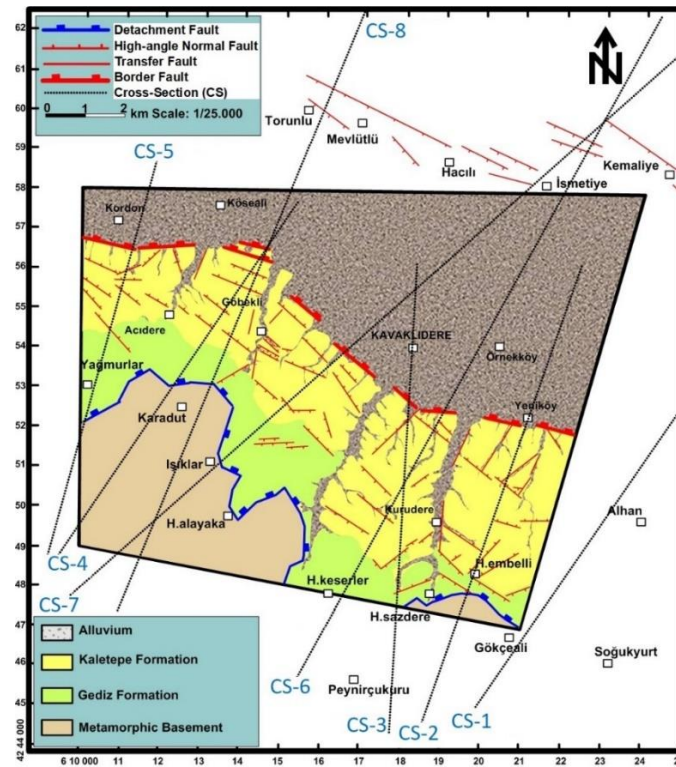 Detachment Fault
High-angle Normal Fault
Transfer Fault
Border Fault
Cross-Section (CS)
0 1 2
km Scale: 1/25.000
CS-8
N
62
61
60
59
58
57
56
55
54
53
52
51
50
49
48
47
46
45
42 44 000
Torunlu
Mevlütlü
Hacılı
Kemaliye
İsmetiye
CS-5
Kordon
Köseali
Göbekli
Acıdere
KAVAKLIDERE
Örnekköy
Yağmurlar
Karadut
Yeniköy
Işıklar
H.alayaka
Kurudere
Alhan
H.embelli
CS-4
H.keserler
CS-7
H.sazdere
Gökçeali
Soğukyurt
CS-6
Peynirçukuru
CS-3
CS-2
CS-1
Alluvium
Kaletepe Formation
Gediz Formation
Metamorphic Basement
6 10 000 11 12 13 14 15 16 17 18 19 20 21 22 23